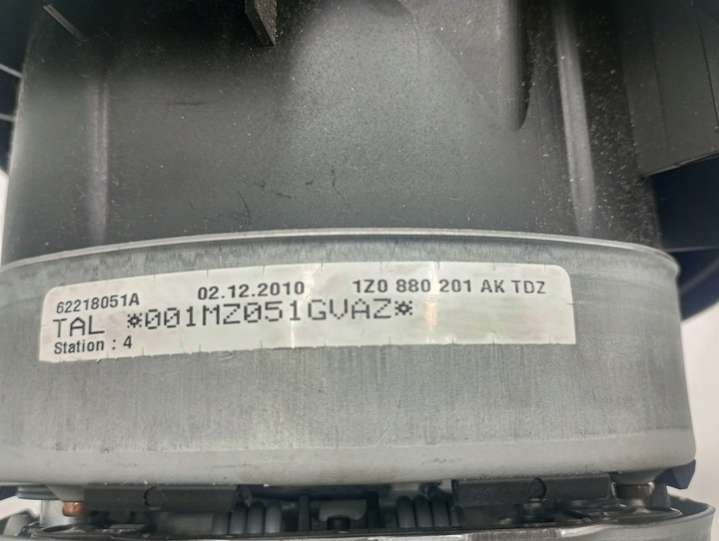 62218051A 02.12.2010 1Z0 880 201 AK TDZ
TAL *001MZ051GVAZ*
Station : 4